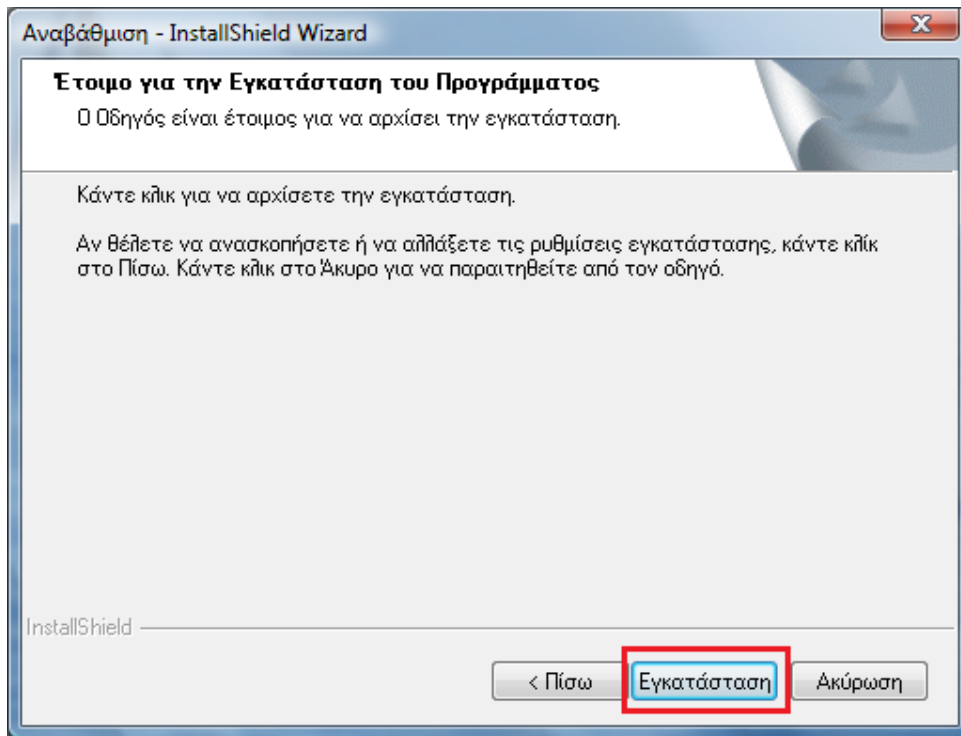 Αναβάθμιση - InstallShield Wizard
Έτοιμο για την Εγκατάσταση του Προγράμματος
Ο Οδηγός είναι έτοιμος για να αρχίσει την εγκατάσταση.
Κάντε κλικ για να αρχίσετε την εγκατάσταση.
Αν θέλετε να ανασκοπήσετε ή να αλλάξετε τις ρυθμίσεις εγκατάστασης, κάντε κλίκ
στο Πίσω. Κάντε κλικ στο Άκυρο για να παραιτηθείτε από τον οδηγό.
InstallShield
< Πίσω Εγκατάσταση Ακύρωση